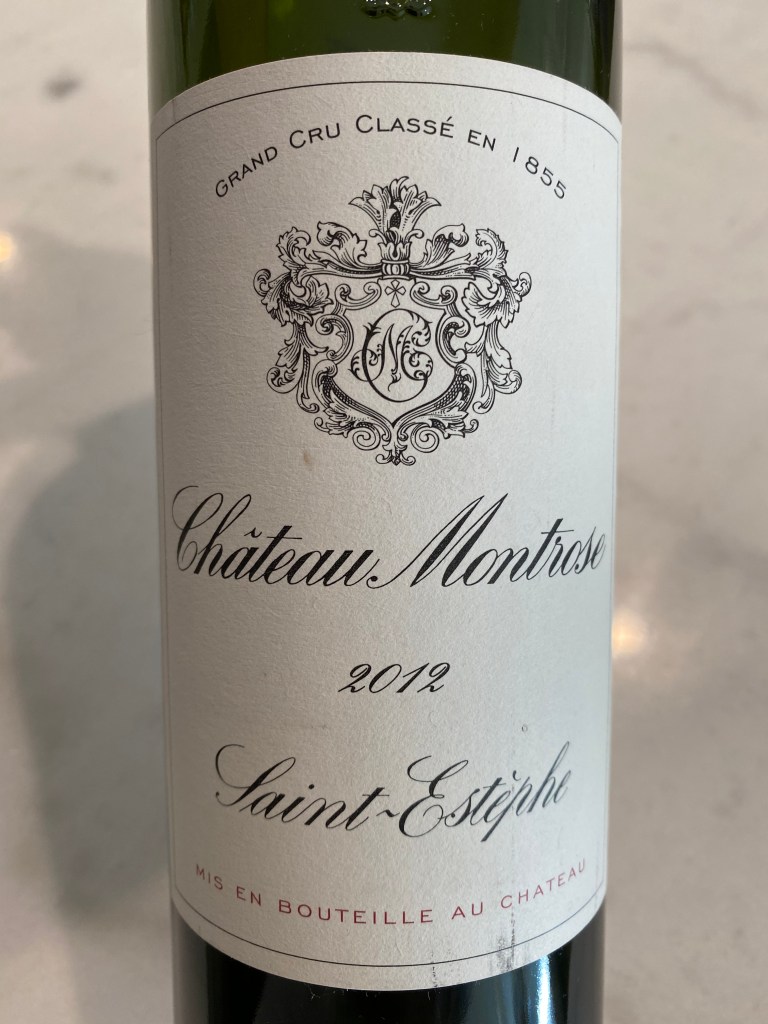 GRAND CRU CLASSÉ EN 1855
Château Montrose
2012
Saint-Estèphe
MIS EN BOUTEILLE AU CHATEAU